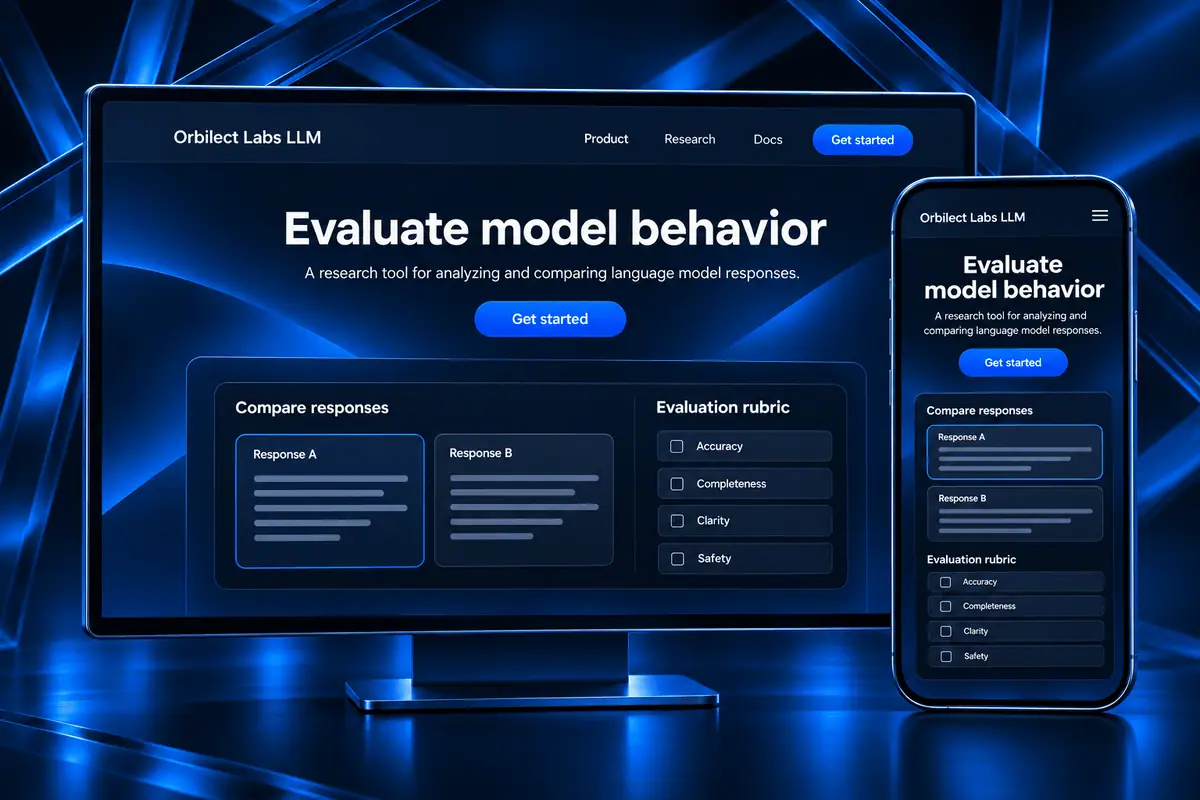 Orbilect Labs LLM
Product
Research
Docs
Get started
Evaluate model behavior
A research tool for analyzing and comparing language model responses.
Get started
Compare responses
Response A
Response B
Evaluation rubric
Accuracy
Completeness
Clarity
Safety
Orbilect Labs LLM
Evaluate
model behavior
A research tool for analyzing and
comparing language model responses.
Get started
Compare responses
Response A
Response B
Evaluation rubric
Accuracy
Completeness
Clarity
Safety